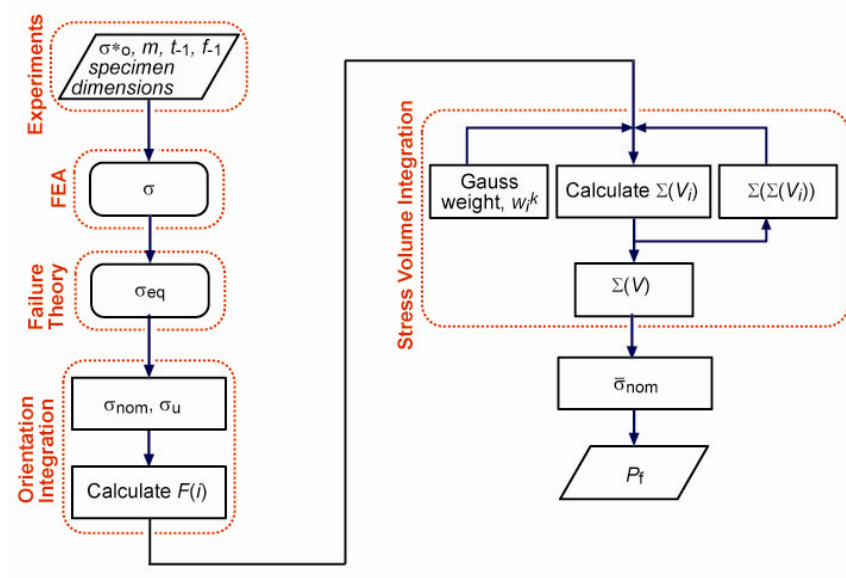 Experiments
σ*o, m, t-1, f-1
specimen
dimensions
FEA
σ
Failure
Theory
σeq
Orientation
Integration
σnom, σu
Calculate F(i)
Stress Volume Integration
Gauss
weight, wi^k
Calculate Σ(Vi)
Σ(Σ(Vi))
Σ(V)
σ̅nom
Pf